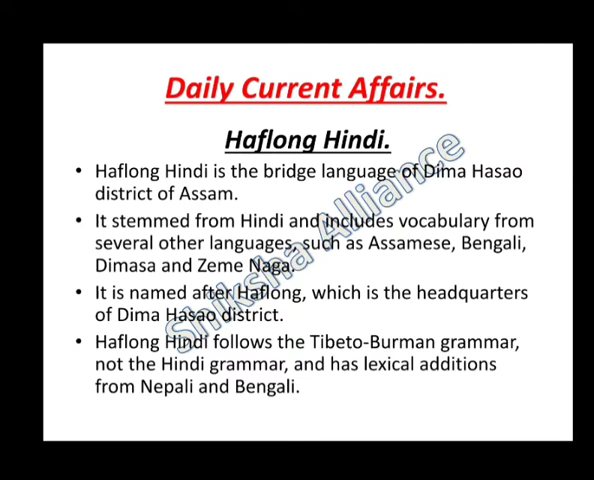 Daily Current Affairs.
Haflong Hindi.
• Haflong Hindi is the bridge language of Dima Hasao
district of Assam.
• It stemmed from Hindi and includes vocabulary from
several other languages, such as Assamese, Bengali,
Dimasa and Zeme Naga.
• It is named after Haflong, which is the headquarters
of Dima Hasao district.
• Haflong Hindi follows the Tibeto-Burman grammar,
not the Hindi grammar, and has lexical additions
from Nepali and Bengali.
Shiksha Alliance